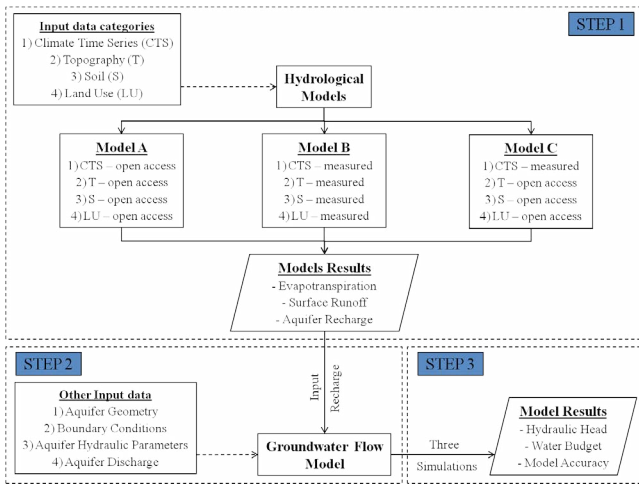 Input data categories
1) Climate Time Series (CTS)
2) Topography (T)
3) Soil (S)
4) Land Use (LU)
STEP 1
Hydrological
Models
Model A
1) CTS – open access
2) T – open access
3) S – open access
4) LU – open access
Model B
1) CTS – measured
2) T – measured
3) S – measured
4) LU – measured
Model C
1) CTS – measured
2) T – open access
3) S – open access
4) LU – open access
Models Results
- Evapotranspiration
- Surface Runoff
- Aquifer Recharge
STEP 2
Other Input data
1) Aquifer Geometry
2) Boundary Conditions
3) Aquifer Hydraulic Parameters
4) Aquifer Discharge
Input
Recharge
Groundwater Flow
Model
STEP 3
Three
Simulations
Model Results
- Hydraulic Head
- Water Budget
- Model Accuracy